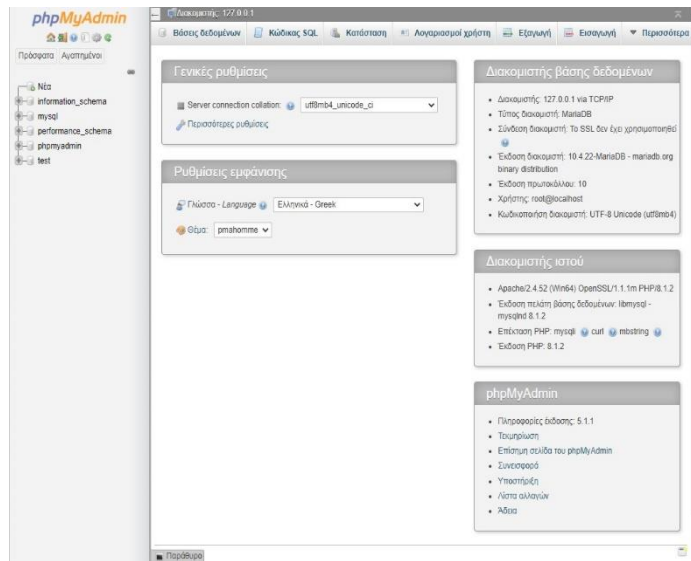 phpMyAdmin
Πρόσφατα Αγαπημένοι
Νέα
information_schema
mysql
performance_schema
phpmyadmin
test
Διακομιστής: 127.0.0.1
Βάσεις δεδομένων Κώδικας SQL Κατάσταση Λογαριασμοί χρήστη Εξαγωγή Εισαγωγή Περισσότερα
Γενικές ρυθμίσεις
Server connection collation: utf8mb4_unicode_ci
Περισσότερες ρυθμίσεις
Ρυθμίσεις εμφάνισης
Γλώσσα - Language Ελληνικά - Greek
Θέμα: pmahomme
Διακομιστής βάσης δεδομένων
Διακομιστής: 127.0.0.1 via TCP/IP
Τύπος διακομιστή: MariaDB
Σύνδεση διακομιστή: Το SSL δεν έχει χρησιμοποιηθεί
Έκδοση διακομιστή: 10.4.22-MariaDB - mariadb.org
binary distribution
Έκδοση πρωτοκόλλου: 10
Χρήστης: root@localhost
Κωδικοποίηση διακομιστή: UTF-8 Unicode (utf8mb4)
Διακομιστής ιστού
Apache/2.4.52 (Win64) OpenSSL/1.1.1m PHP/8.1.2
Έκδοση πελάτη βάσης δεδομένων: libmysql -
mysqlnd 8.1.2
Επέκταση PHP: mysqli curl mbstring
Έκδοση PHP: 8.1.2
phpMyAdmin
Πληροφορίες έκδοσης: 5.1.1
Τεκμηρίωση
Επίσημη σελίδα του phpMyAdmin
Συνεισφορά
Υποστήριξη
Λίστα αλλαγών
Άδεια
Παράθυρο